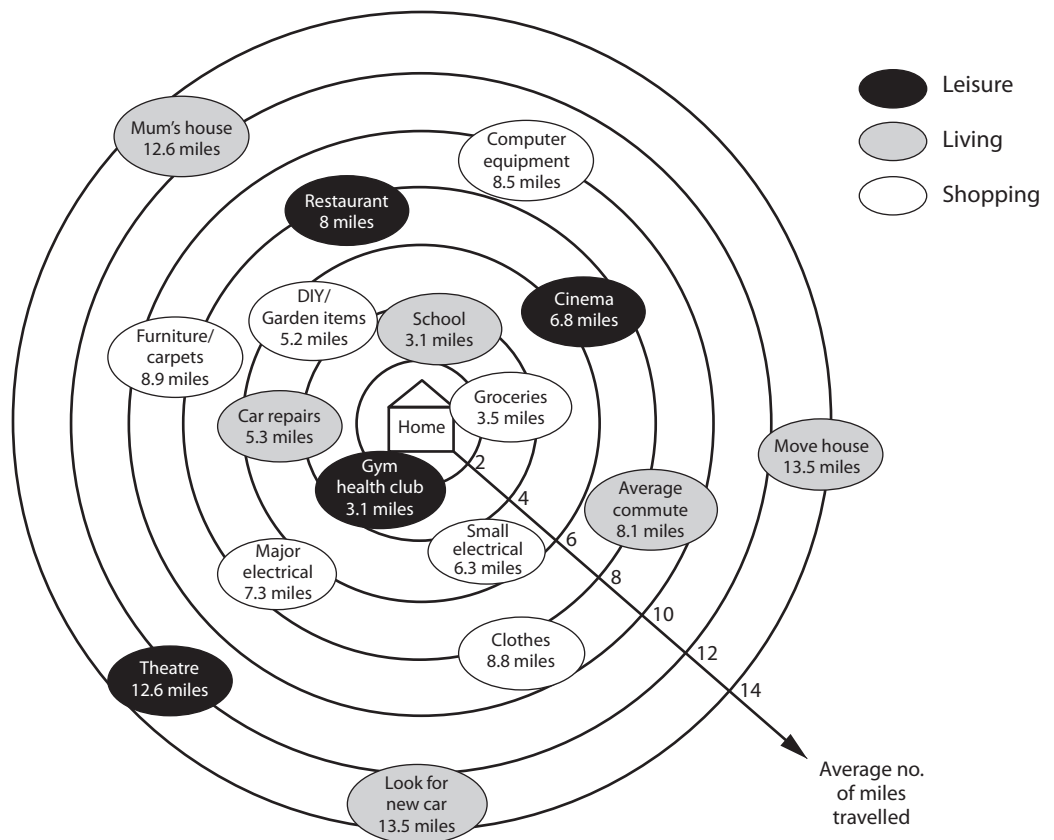 Leisure
Living
Shopping
Mum's house
12.6 miles
Computer
equipment
8.5 miles
Restaurant
8 miles
DIY/
Garden items
5.2 miles
School
3.1 miles
Cinema
6.8 miles
Furniture/
carpets
8.9 miles
Car repairs
5.3 miles
Home
Groceries
3.5 miles
Move house
13.5 miles
Gym
health club
3.1 miles
Average
commute
8.1 miles
Small
electrical
6.3 miles
Major
electrical
7.3 miles
Clothes
8.8 miles
Theatre
12.6 miles
Look for
new car
13.5 miles
2
4
6
8
10
12
14
Average no.
of miles
travelled